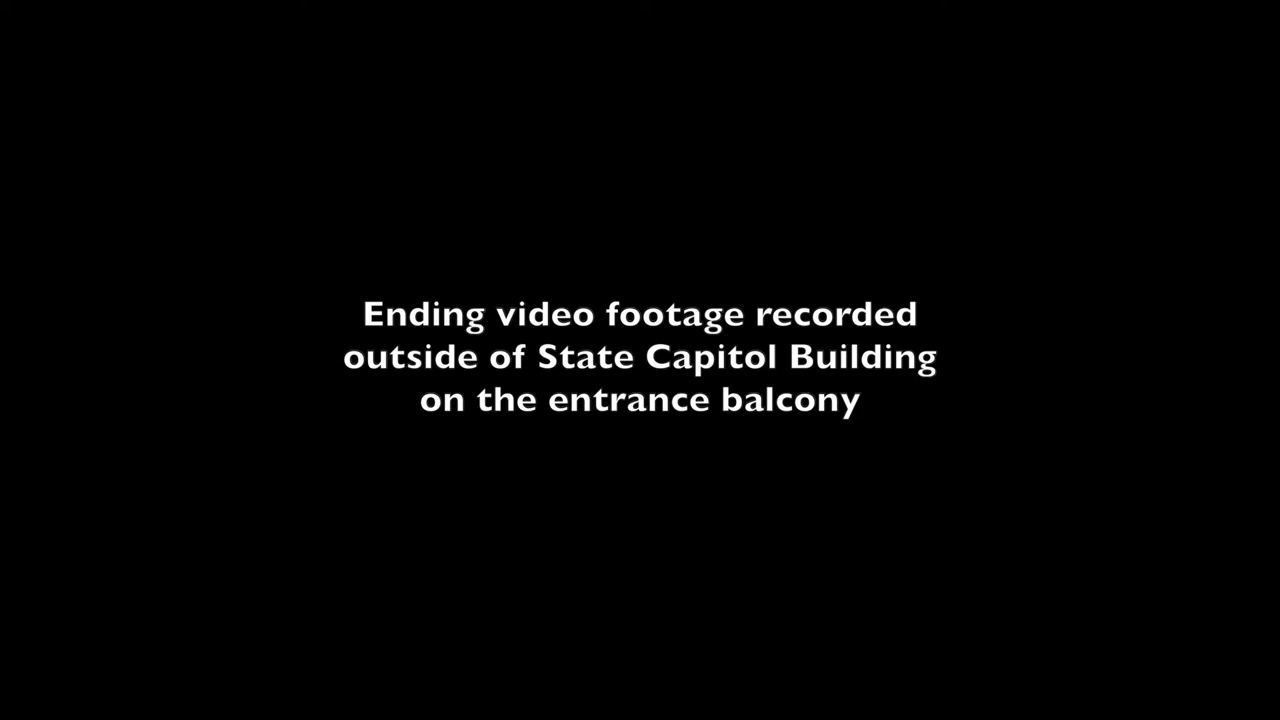 Ending video footage recorded
outside of State Capitol Building
on the entrance balcony